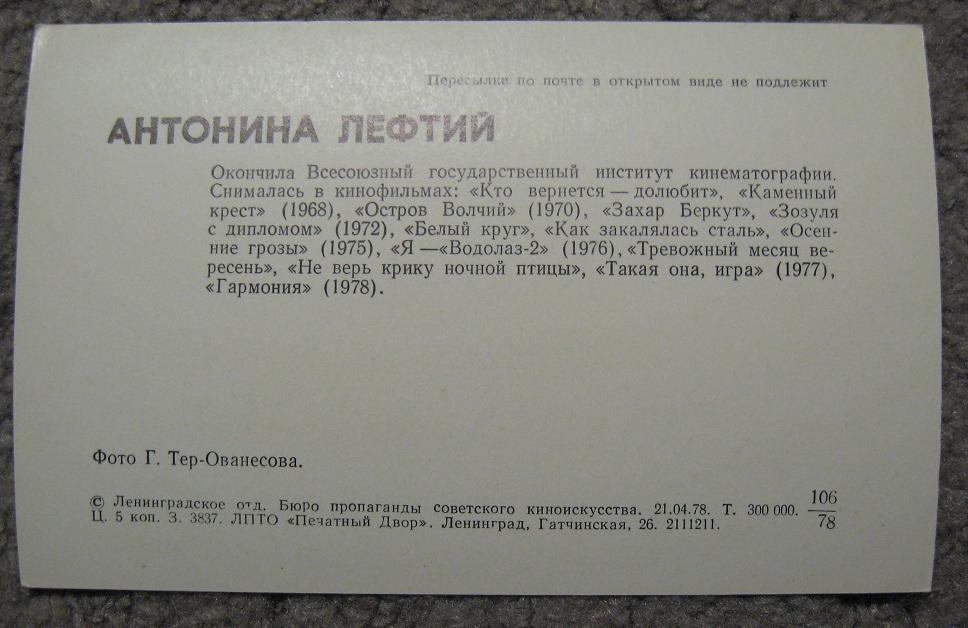 Пересылке по почте в открытом виде не подлежит
АНТОНИНА ЛЕФТИЙ
Окончила Всесоюзный государственный институт кинематографии.
Снималась в кинофильмах: «Кто вернется — долюбит», «Каменный
крест» (1968), «Остров Волчий» (1970), «Захар Беркут», «Зозуля
с дипломом» (1972), «Белый круг», «Как закалялась сталь», «Осен-
ние грозы» (1975), «Я —«Водолаз-2» (1976), «Тревожный месяц ве-
ресень», «Не верь крику ночной птицы», «Такая она, игра» (1977),
«Гармония» (1978).
Фото Г. Тер-Ованесова.
© Ленинградское отд. Бюро пропаганды советского киноискусства. 21.04.78. Т. 300 000.
Ц. 5 коп. З. 3837. ЛПТО «Печатный Двор». Ленинград, Гатчинская, 26. 2111211.
106
78